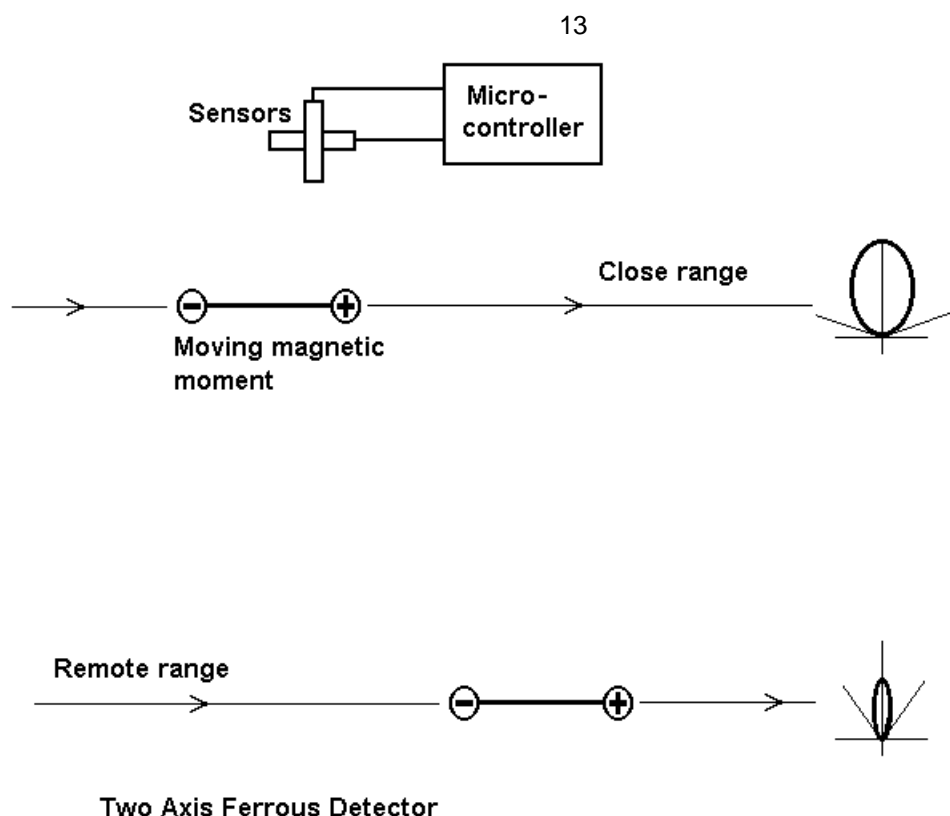 13
Sensors
Micro-
controller
Close range
− +
Moving magnetic
moment
Remote range
− +
Two Axis Ferrous Detector